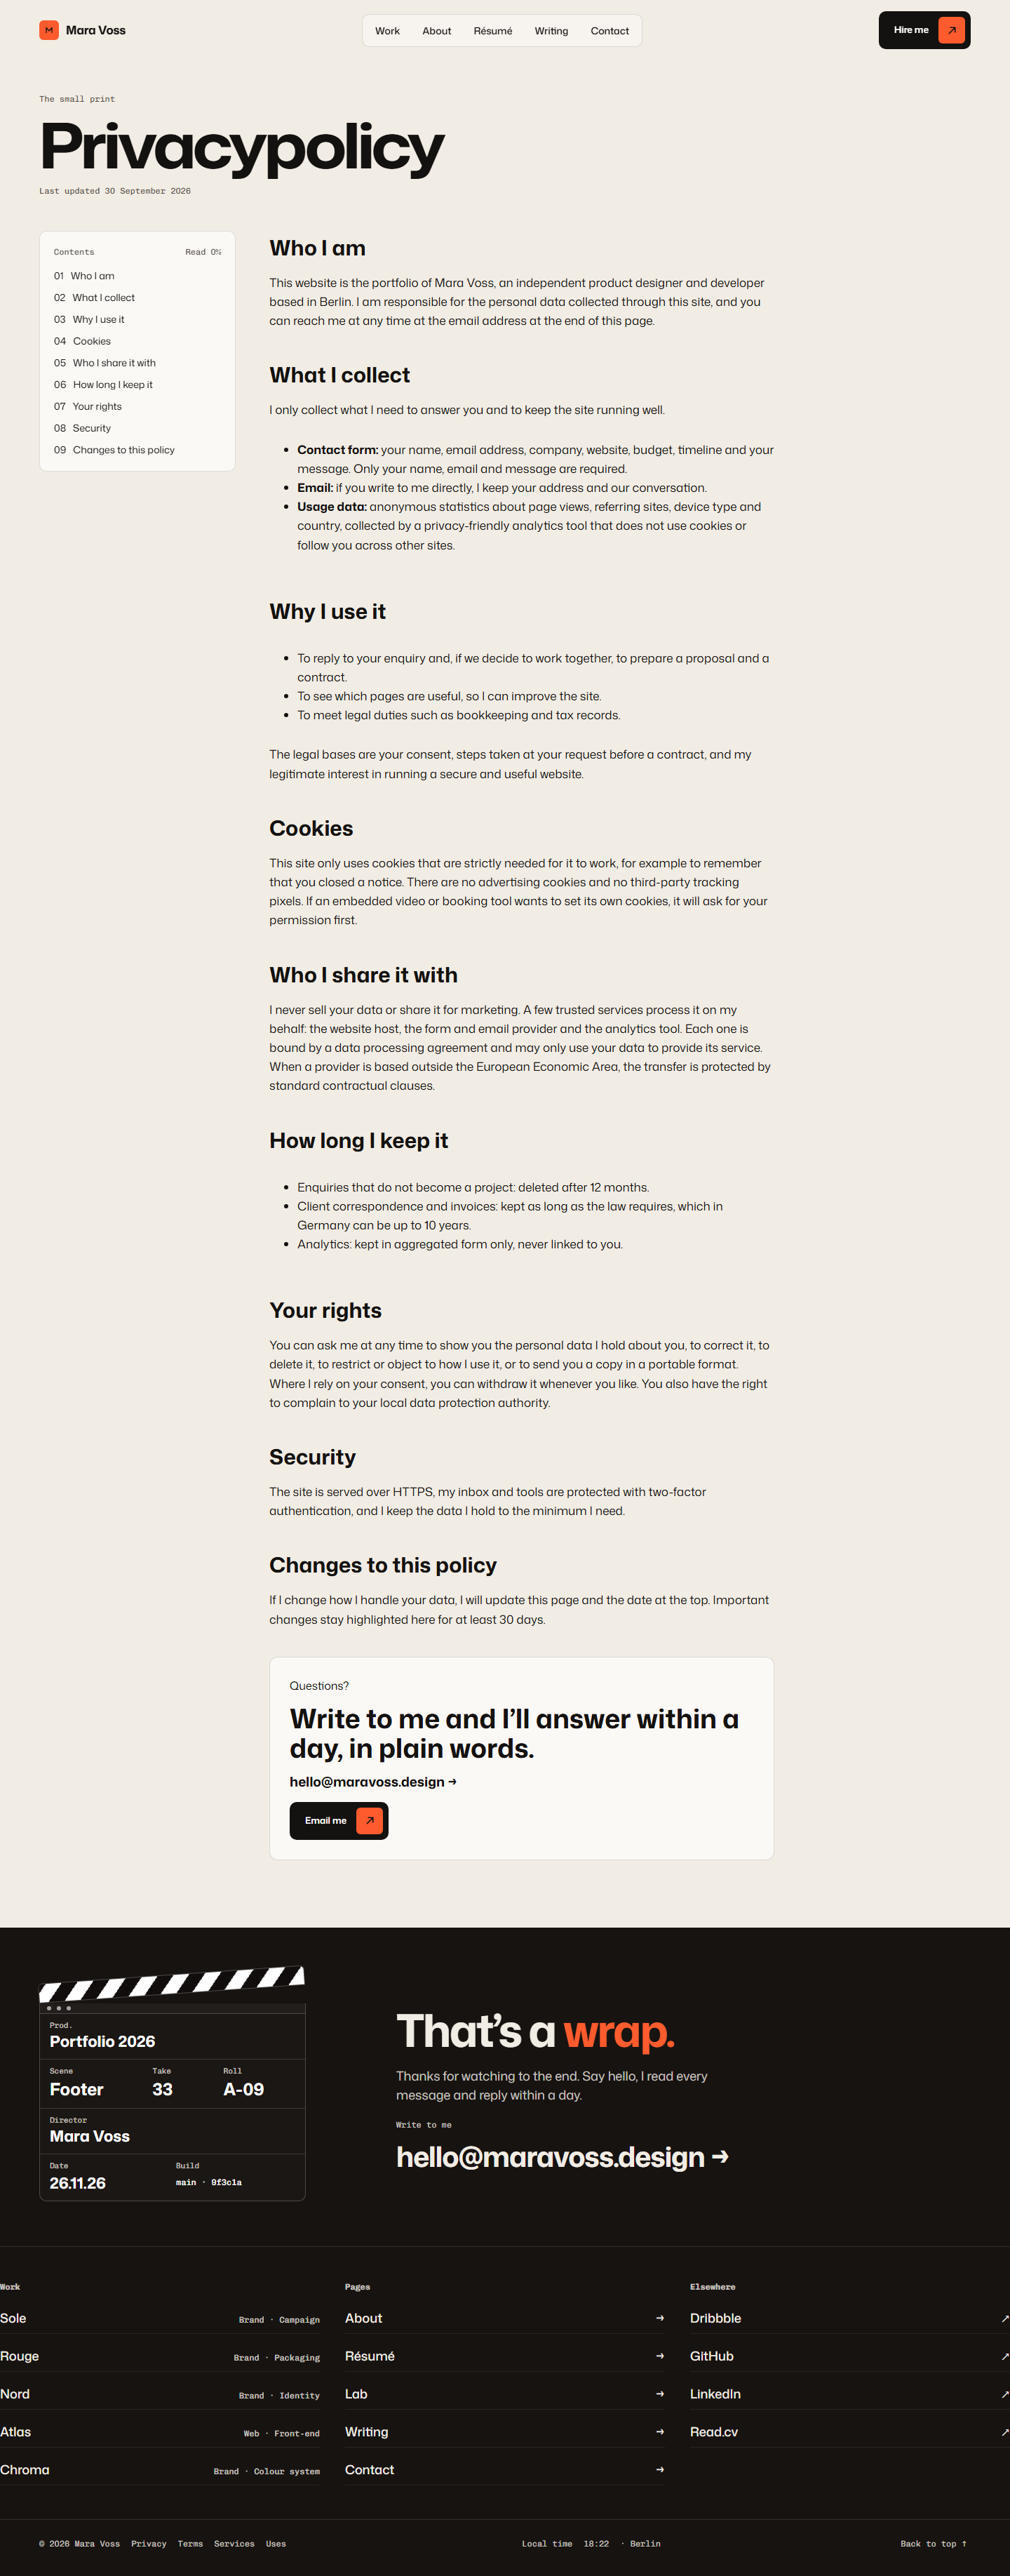 M Mara Voss
Work About Résumé Writing Contact
Hire me
The small print
Privacypolicy
Last updated 30 September 2026
Contents Read 0%
01 Who I am
02 What I collect
03 Why I use it
04 Cookies
05 Who I share it with
06 How long I keep it
07 Your rights
08 Security
09 Changes to this policy
Who I am
This website is the portfolio of Mara Voss, an independent product designer and developer
based in Berlin. I am responsible for the personal data collected through this site, and you
can reach me at any time at the email address at the end of this page.
What I collect
I only collect what I need to answer you and to keep the site running well.
• Contact form: your name, email address, company, website, budget, timeline and your
message. Only your name, email and message are required.
• Email: if you write to me directly, I keep your address and our conversation.
• Usage data: anonymous statistics about page views, referring sites, device type and
country, collected by a privacy-friendly analytics tool that does not use cookies or
follow you across other sites.
Why I use it
• To reply to your enquiry and, if we decide to work together, to prepare a proposal and a
contract.
• To see which pages are useful, so I can improve the site.
• To meet legal duties such as bookkeeping and tax records.
The legal bases are your consent, steps taken at your request before a contract, and my
legitimate interest in running a secure and useful website.
Cookies
This site only uses cookies that are strictly needed for it to work, for example to remember
that you closed a notice. There are no advertising cookies and no third-party tracking
pixels. If an embedded video or booking tool wants to set its own cookies, it will ask for your
permission first.
Who I share it with
I never sell your data or share it for marketing. A few trusted services process it on my
behalf: the website host, the form and email provider and the analytics tool. Each one is
bound by a data processing agreement and may only use your data to provide its service.
When a provider is based outside the European Economic Area, the transfer is protected by
standard contractual clauses.
How long I keep it
• Enquiries that do not become a project: deleted after 12 months.
• Client correspondence and invoices: kept as long as the law requires, which in
Germany can be up to 10 years.
• Analytics: kept in aggregated form only, never linked to you.
Your rights
You can ask me at any time to show you the personal data I hold about you, to correct it, to
delete it, to restrict or object to how I use it, or to send you a copy in a portable format.
Where I rely on your consent, you can withdraw it whenever you like. You also have the right
to complain to your local data protection authority.
Security
The site is served over HTTPS, my inbox and tools are protected with two-factor
authentication, and I keep the data I hold to the minimum I need.
Changes to this policy
If I change how I handle your data, I will update this page and the date at the top. Important
changes stay highlighted here for at least 30 days.
Questions?
Write to me and I’ll answer within a
day, in plain words.
hello@maravoss.design →
Email me
Prod.
Portfolio 2026
Scene Take Roll
Footer 33 A-09
Director
Mara Voss
Date Build
26.11.26 main · 9f3c1a
That’s a wrap.
Thanks for watching to the end. Say hello, I read every
message and reply within a day.
Write to me
hello@maravoss.design →
Work
Sole Brand · Campaign
Rouge Brand · Packaging
Nord Brand · Identity
Atlas Web · Front-end
Chroma Brand · Colour system
Pages
About →
Résumé →
Lab →
Writing →
Contact →
Elsewhere
Dribbble ↗
GitHub ↗
LinkedIn ↗
Read.cv ↗
© 2026 Mara Voss Privacy Terms Services Uses
Local time 18:22 · Berlin
Back to top ↑